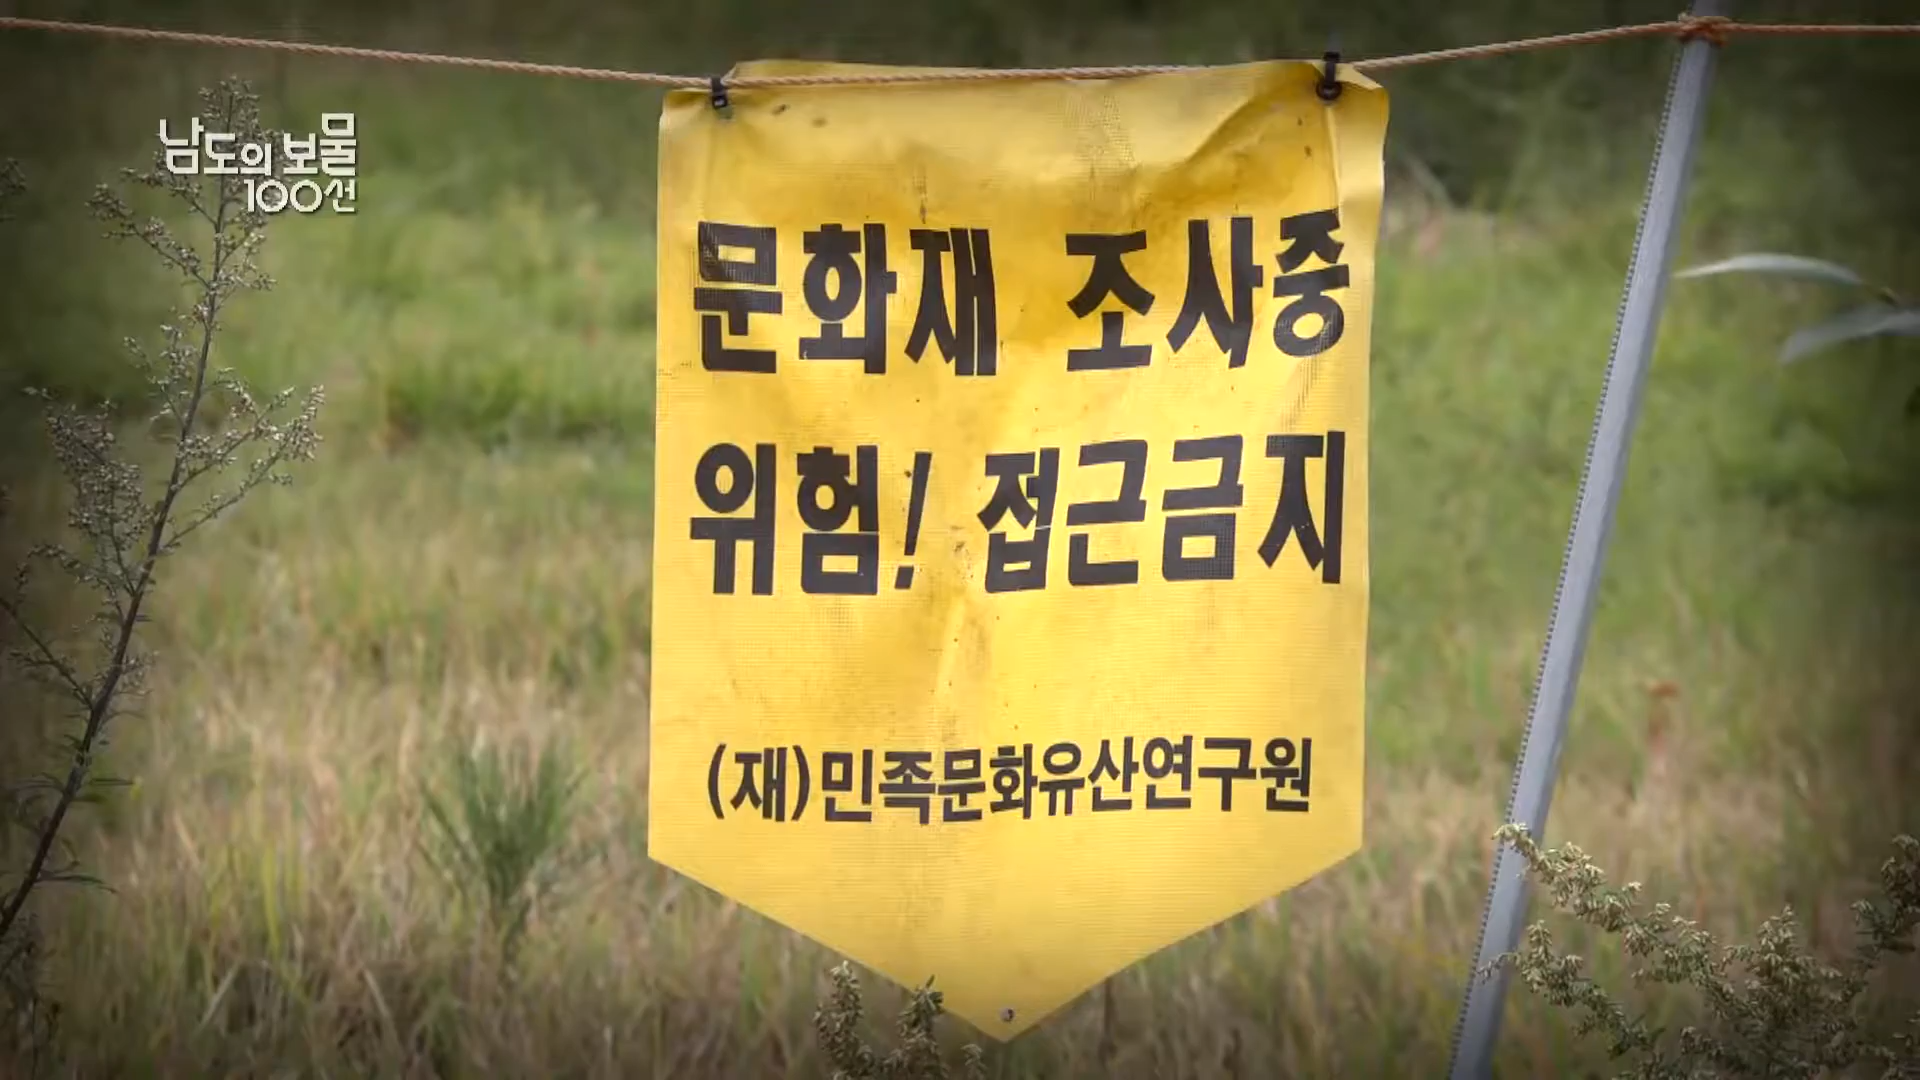 남도의 보물
100선
문화재 조사중
위험! 접근금지
(재)민족문화유산연구원